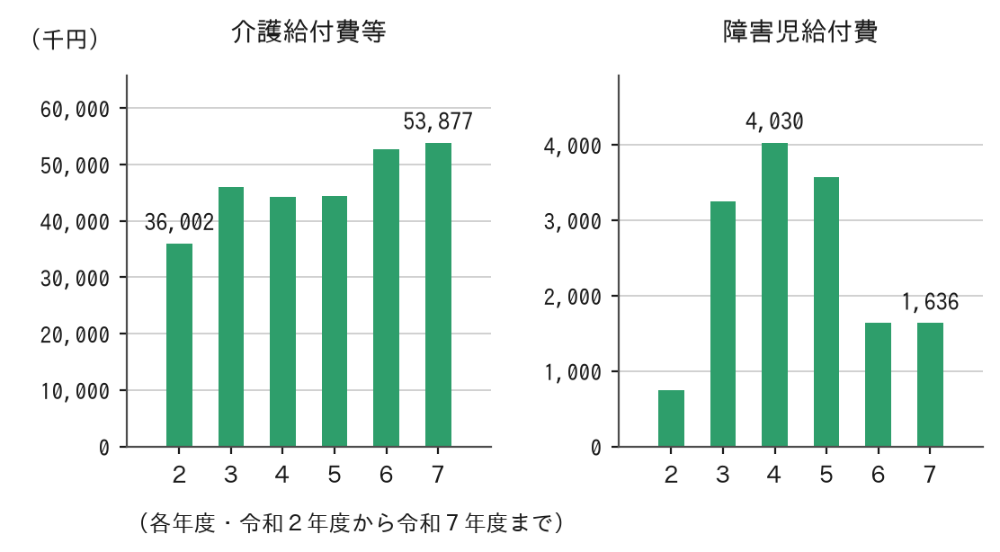 （千円）
介護給付費等
60,000
50,000
40,000
30,000
20,000
10,000
0
36,002
53,877
2 3 4 5 6 7
障害児給付費
4,000
3,000
2,000
1,000
0
4,030
1,636
2 3 4 5 6 7
（各年度・令和２年度から令和７年度まで）